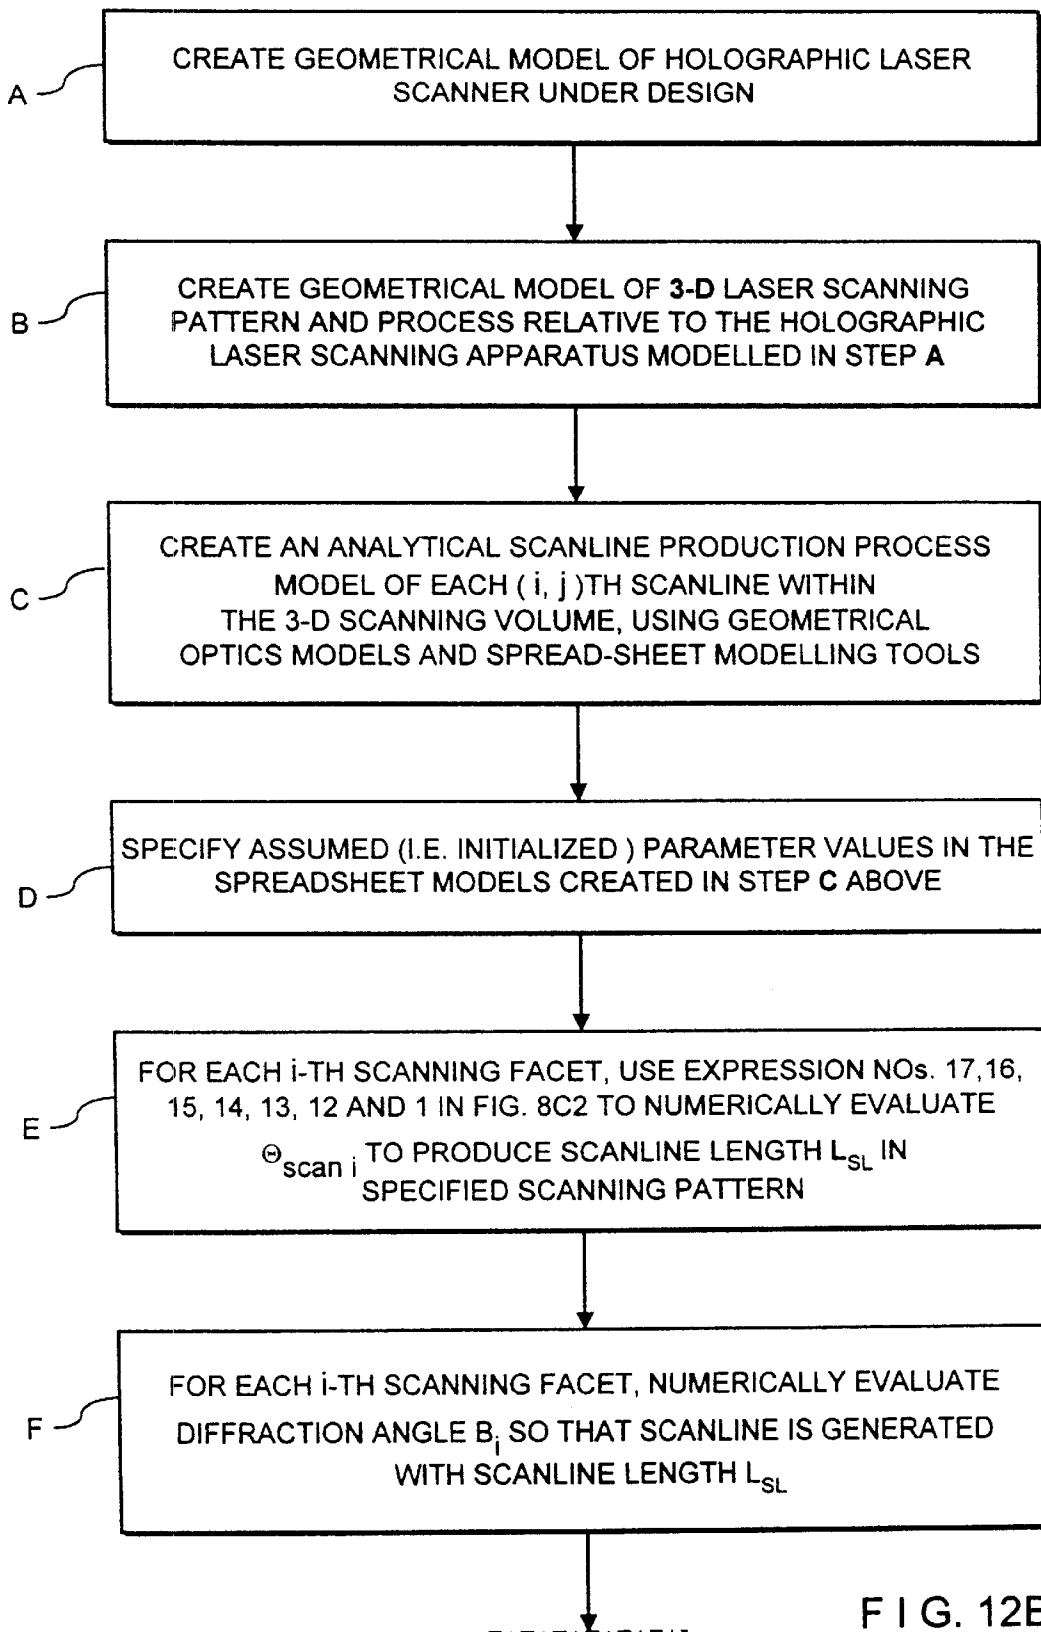 A
CREATE GEOMETRICAL MODEL OF HOLOGRAPHIC LASER
SCANNER UNDER DESIGN
B
CREATE GEOMETRICAL MODEL OF 3-D LASER SCANNING
PATTERN AND PROCESS RELATIVE TO THE HOLOGRAPHIC
LASER SCANNING APPARATUS MODELLED IN STEP A
C
CREATE AN ANALYTICAL SCANLINE PRODUCTION PROCESS
MODEL OF EACH ( i, j )TH SCANLINE WITHIN
THE 3-D SCANNING VOLUME, USING GEOMETRICAL
OPTICS MODELS AND SPREAD-SHEET MODELLING TOOLS
D
SPECIFY ASSUMED (I.E. INITIALIZED ) PARAMETER VALUES IN THE
SPREADSHEET MODELS CREATED IN STEP C ABOVE
E
FOR EACH i-TH SCANNING FACET, USE EXPRESSION NOs. 17,16,
15, 14, 13, 12 AND 1 IN FIG. 8C2 TO NUMERICALLY EVALUATE
Θscan i TO PRODUCE SCANLINE LENGTH LSL IN
SPECIFIED SCANNING PATTERN
F
FOR EACH i-TH SCANNING FACET, NUMERICALLY EVALUATE
DIFFRACTION ANGLE Bi SO THAT SCANLINE IS GENERATED
WITH SCANLINE LENGTH LSL
FIG.